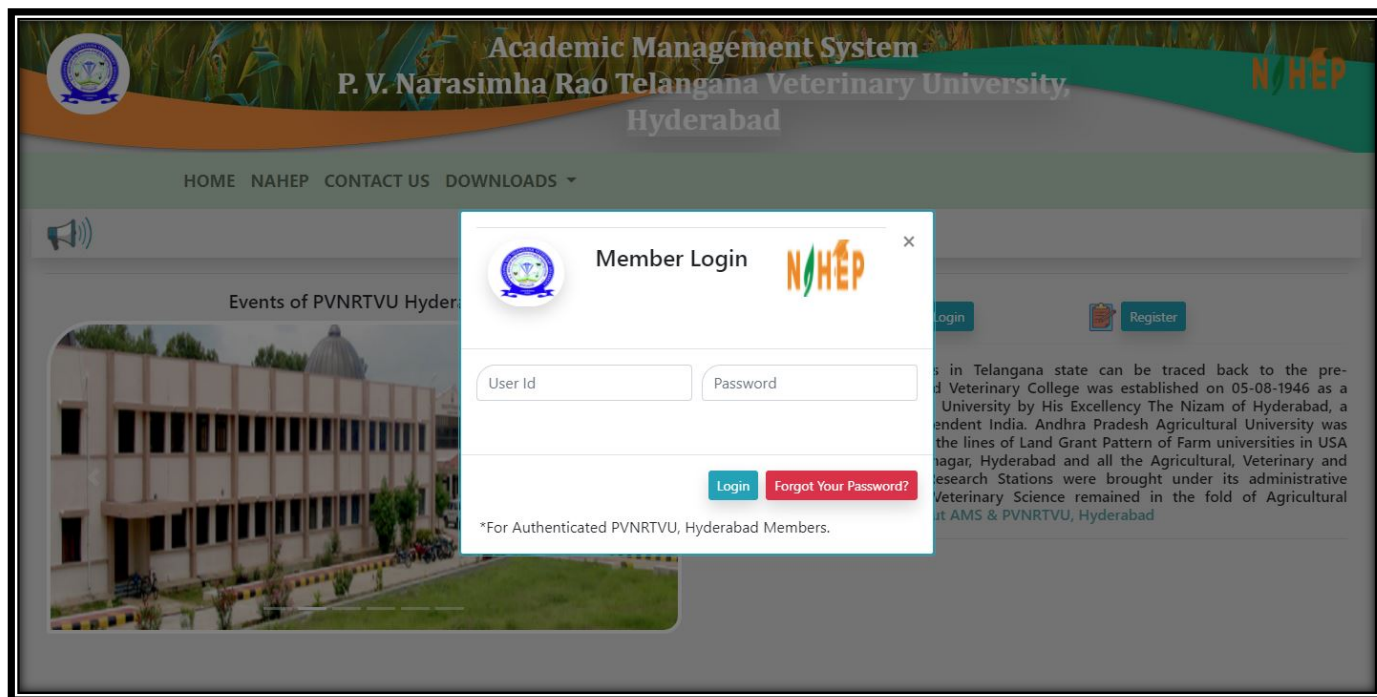 Academic Management System
P. V. Narasimha Rao Telangana Veterinary University,
Hyderabad
NAHEP
HOME NAHEP CONTACT US DOWNLOADS
Member Login
NAHEP
×
Events of PVNRTVU Hyder
Login
Register
User Id
Password
Login
Forgot Your Password?
*For Authenticated PVNRTVU, Hyderabad Members.
in Telangana state can be traced back to the pre-
Veterinary College was established on 05-08-1946 as a
University by His Excellency The Nizam of Hyderabad, a
endent India. Andhra Pradesh Agricultural University was
the lines of Land Grant Pattern of Farm universities in USA
nagar, Hyderabad and all the Agricultural, Veterinary and
Research Stations were brought under its administrative
Veterinary Science remained in the fold of Agricultural
ut AMS & PVNRTVU, Hyderabad